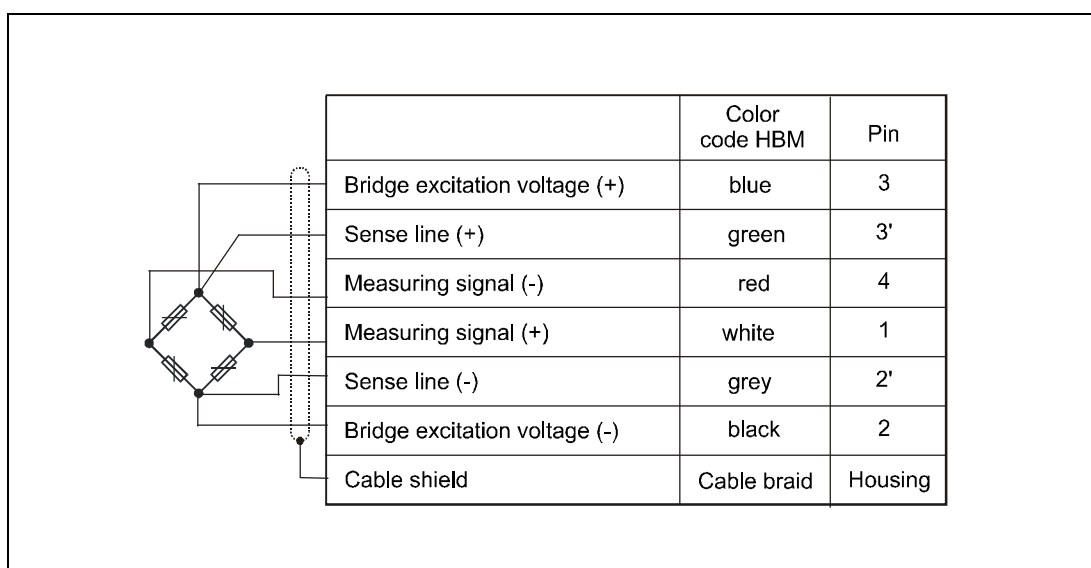 Color
code HBM Pin
Bridge excitation voltage (+) blue 3
Sense line (+) green 3'
Measuring signal (-) red 4
Measuring signal (+) white 1
Sense line (-) grey 2'
Bridge excitation voltage (-) black 2
Cable shield Cable braid Housing